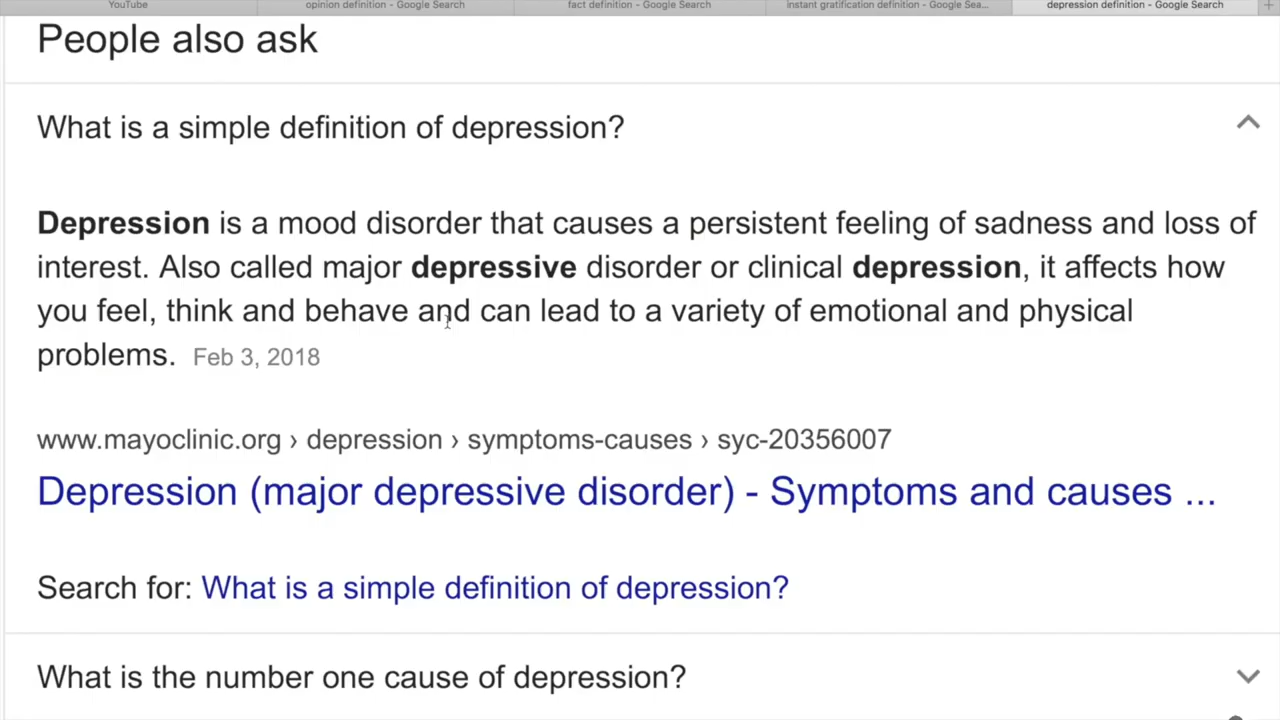 YouTube
opinion definition - Google Search
fact definition - Google Search
instant gratification definition - Google Sea...
depression definition - Google Search
People also ask
What is a simple definition of depression?
Depression is a mood disorder that causes a persistent feeling of sadness and loss of
interest. Also called major depressive disorder or clinical depression, it affects how
you feel, think and behave and can lead to a variety of emotional and physical
problems. Feb 3, 2018
www.mayoclinic.org › depression › symptoms-causes › syc-20356007
Depression (major depressive disorder) - Symptoms and causes ...
Search for: What is a simple definition of depression?
What is the number one cause of depression?